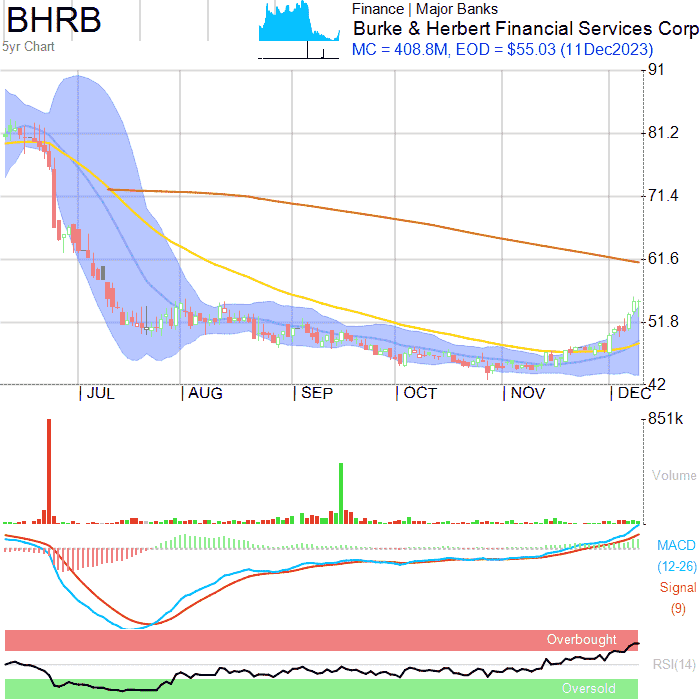 BHRB
5yr Chart
Finance | Major Banks
Burke & Herbert Financial Services Corp
MC = 408.8M, EOD = $55.03 (11Dec2023)
91
81.2
71.4
61.6
51.8
42
JUL AUG SEP OCT NOV DEC
851k
Volume
MACD
(12-26)
Signal
(9)
Overbought
RSI(14)
Oversold